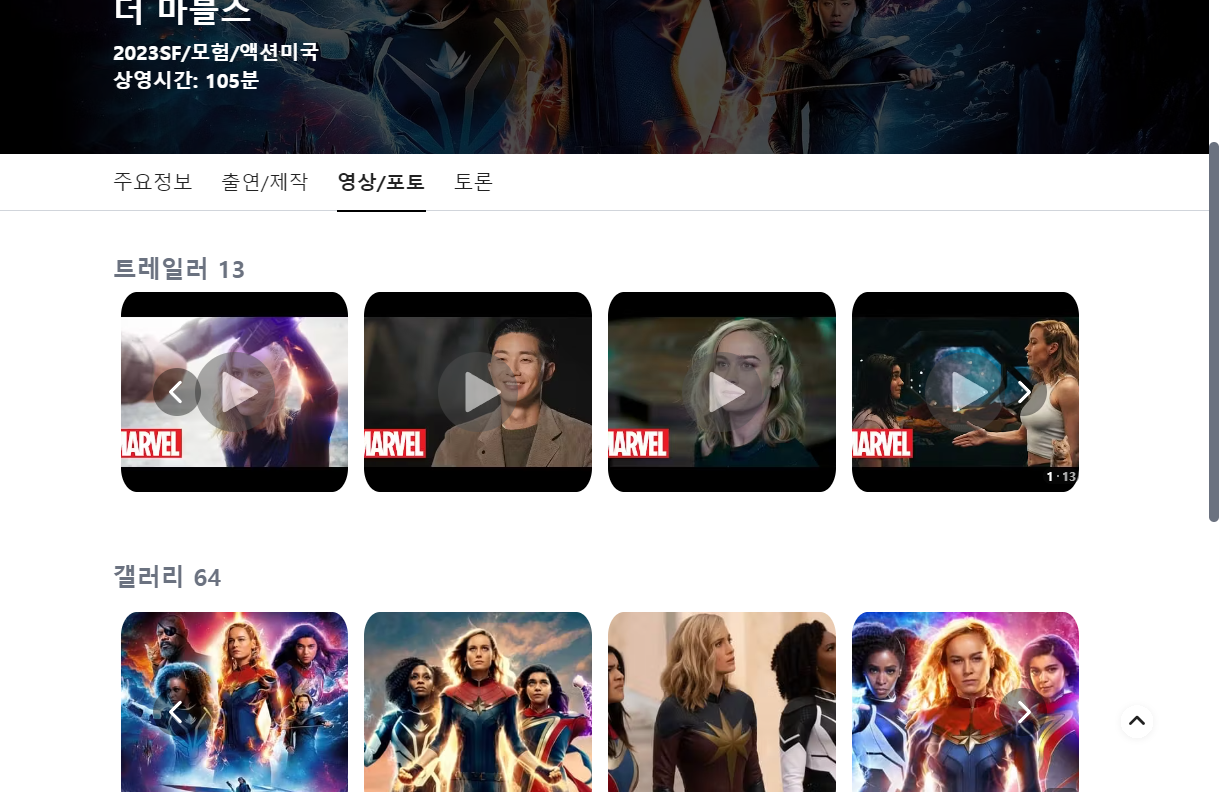 더 마블스
2023SF/모험/액션미국
상영시간: 105분
주요정보 출연/제작 영상/포토 토론
트레일러 13
MARVEL MARVEL MARVEL MARVEL
1 · 13
갤러리 64